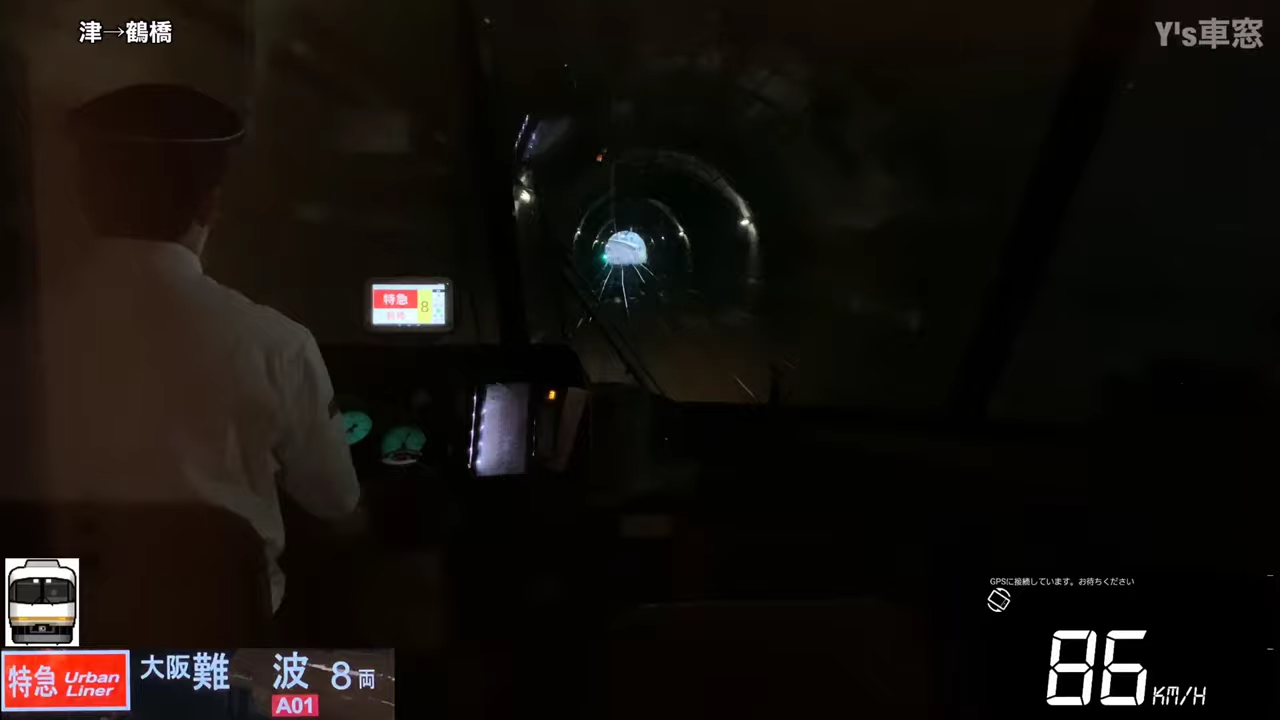 津→鶴橋
Y's車窓
特急
8
GPSに接続しています。お待ちください
86 KM/H
特急 Urban Liner 大阪難波 8両
A01